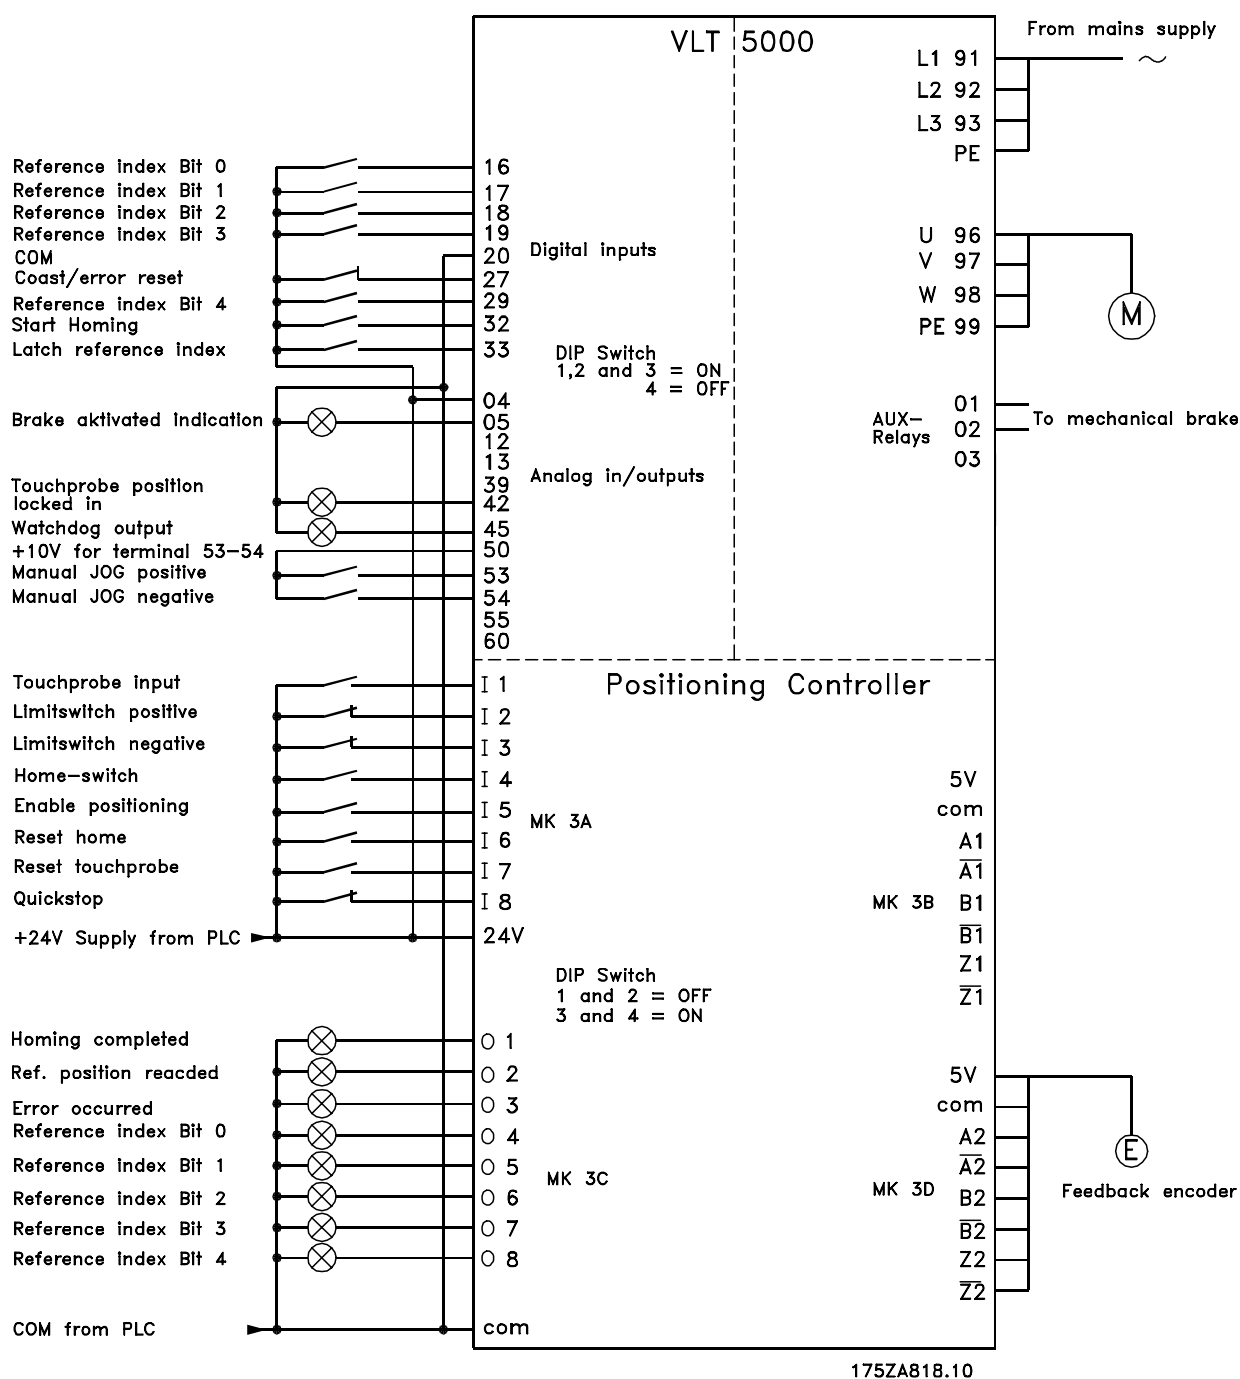 VLT 5000
From mains supply
L1 91
L2 92
L3 93
PE
Reference index Bit 0
Reference index Bit 1
Reference index Bit 2
Reference index Bit 3
COM
Coast/error reset
Reference index Bit 4
Start Homing
Latch reference index
16
17
18
19
20
27
29
32
33
Digital inputs
U 96
V 97
W 98
PE 99
M
DIP Switch
1,2 and 3 = ON
4 = OFF
Brake aktivated indication
Touchprobe position
locked in
Watchdog output
+10V for terminal 53-54
Manual JOG positive
Manual JOG negative
04
05
12
13
39
42
45
50
53
54
55
60
Analog in/outputs
AUX-
Relays
01
02
03
To mechanical brake
Positioning Controller
Touchprobe input
Limitswitch positive
Limitswitch negative
Home-switch
Enable positioning
Reset home
Reset touchprobe
Quickstop
+24V Supply from PLC
I 1
I 2
I 3
I 4
I 5
I 6
I 7
I 8
24V
MK 3A
DIP Switch
1 and 2 = OFF
3 and 4 = ON
MK 3B
5V
com
A1
A̅1̅
B1
B̅1̅
Z1
Z̅1̅
Homing completed
Ref. position reacded
Error occurred
Reference index Bit 0
Reference index Bit 1
Reference index Bit 2
Reference index Bit 3
Reference index Bit 4
COM from PLC
O 1
O 2
O 3
O 4
O 5
O 6
O 7
O 8
com
MK 3C
MK 3D
5V
com
A2
A̅2̅
B2
B̅2̅
Z2
Z̅2̅
E
Feedback encoder
175ZA818.10